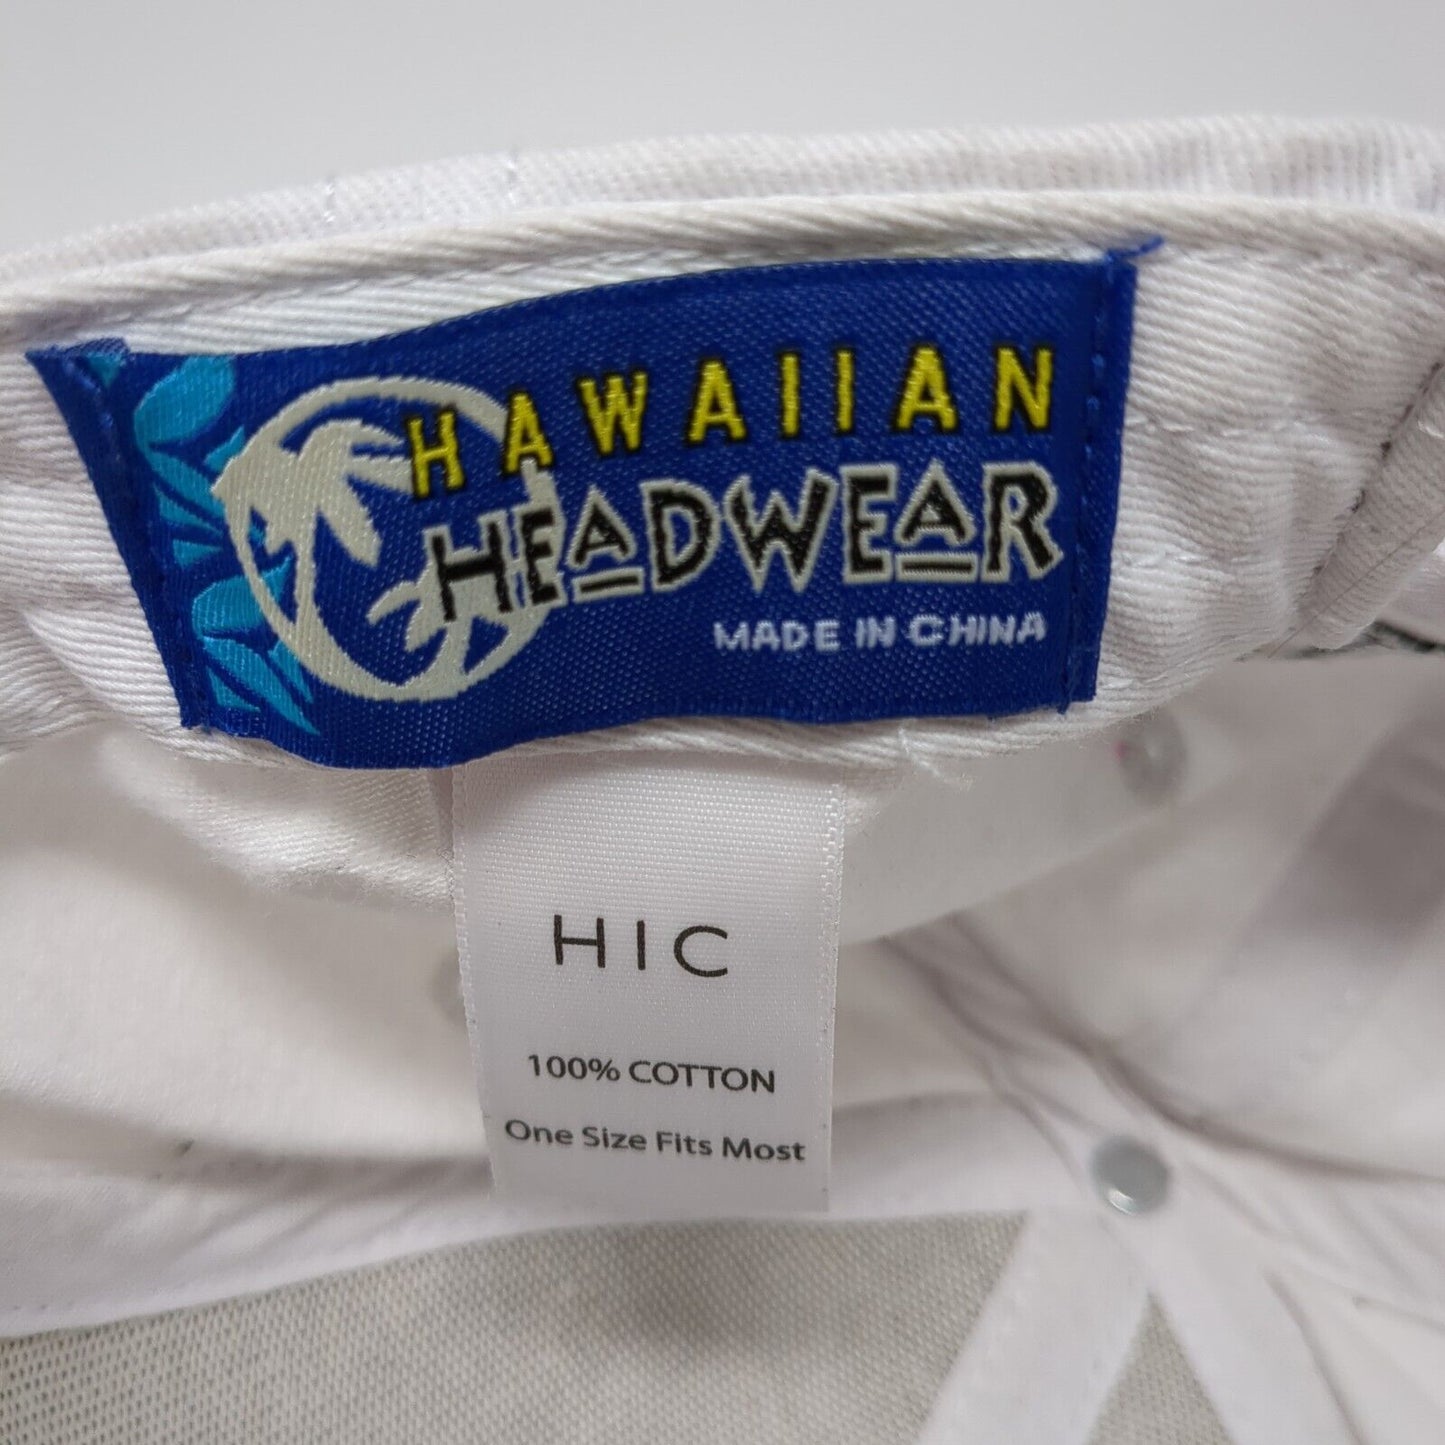 HAWAIIAN
HEADWEAR
MADE IN CHINA
HIC
100% COTTON
One Size Fits Most